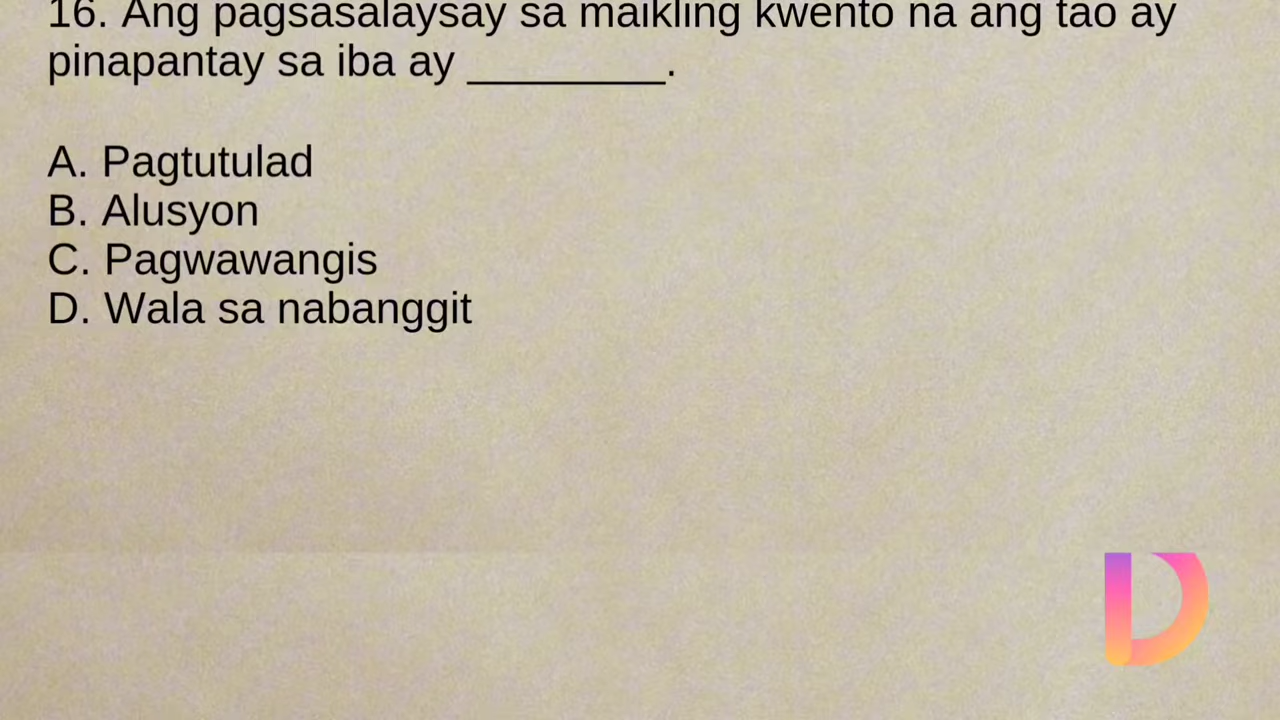 16. Ang pagsasalaysay sa maikling kwento na ang tao ay
pinapantay sa iba ay ________.
A. Pagtutulad
B. Alusyon
C. Pagwawangis
D. Wala sa nabanggit